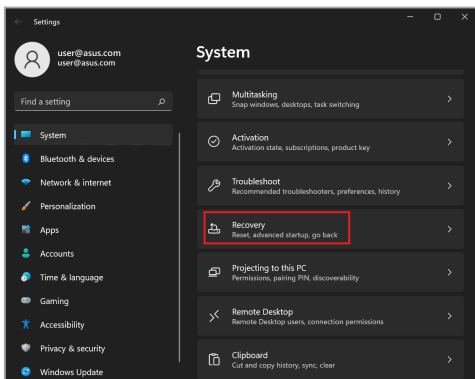 Settings
user@asus.com
user@asus.com
Find a setting
System
Bluetooth & devices
Network & internet
Personalization
Apps
Accounts
Time & language
Gaming
Accessibility
Privacy & security
Windows Update
System
Multitasking
Snap windows, desktops, task switching
Activation
Activation state, subscriptions, product key
Troubleshoot
Recommended troubleshooters, preferences, history
Recovery
Reset, advanced startup, go back
Projecting to this PC
Permissions, pairing PIN, discoverability
Remote Desktop
Remote Desktop users, connection permissions
Clipboard
Cut and copy history, sync, clear